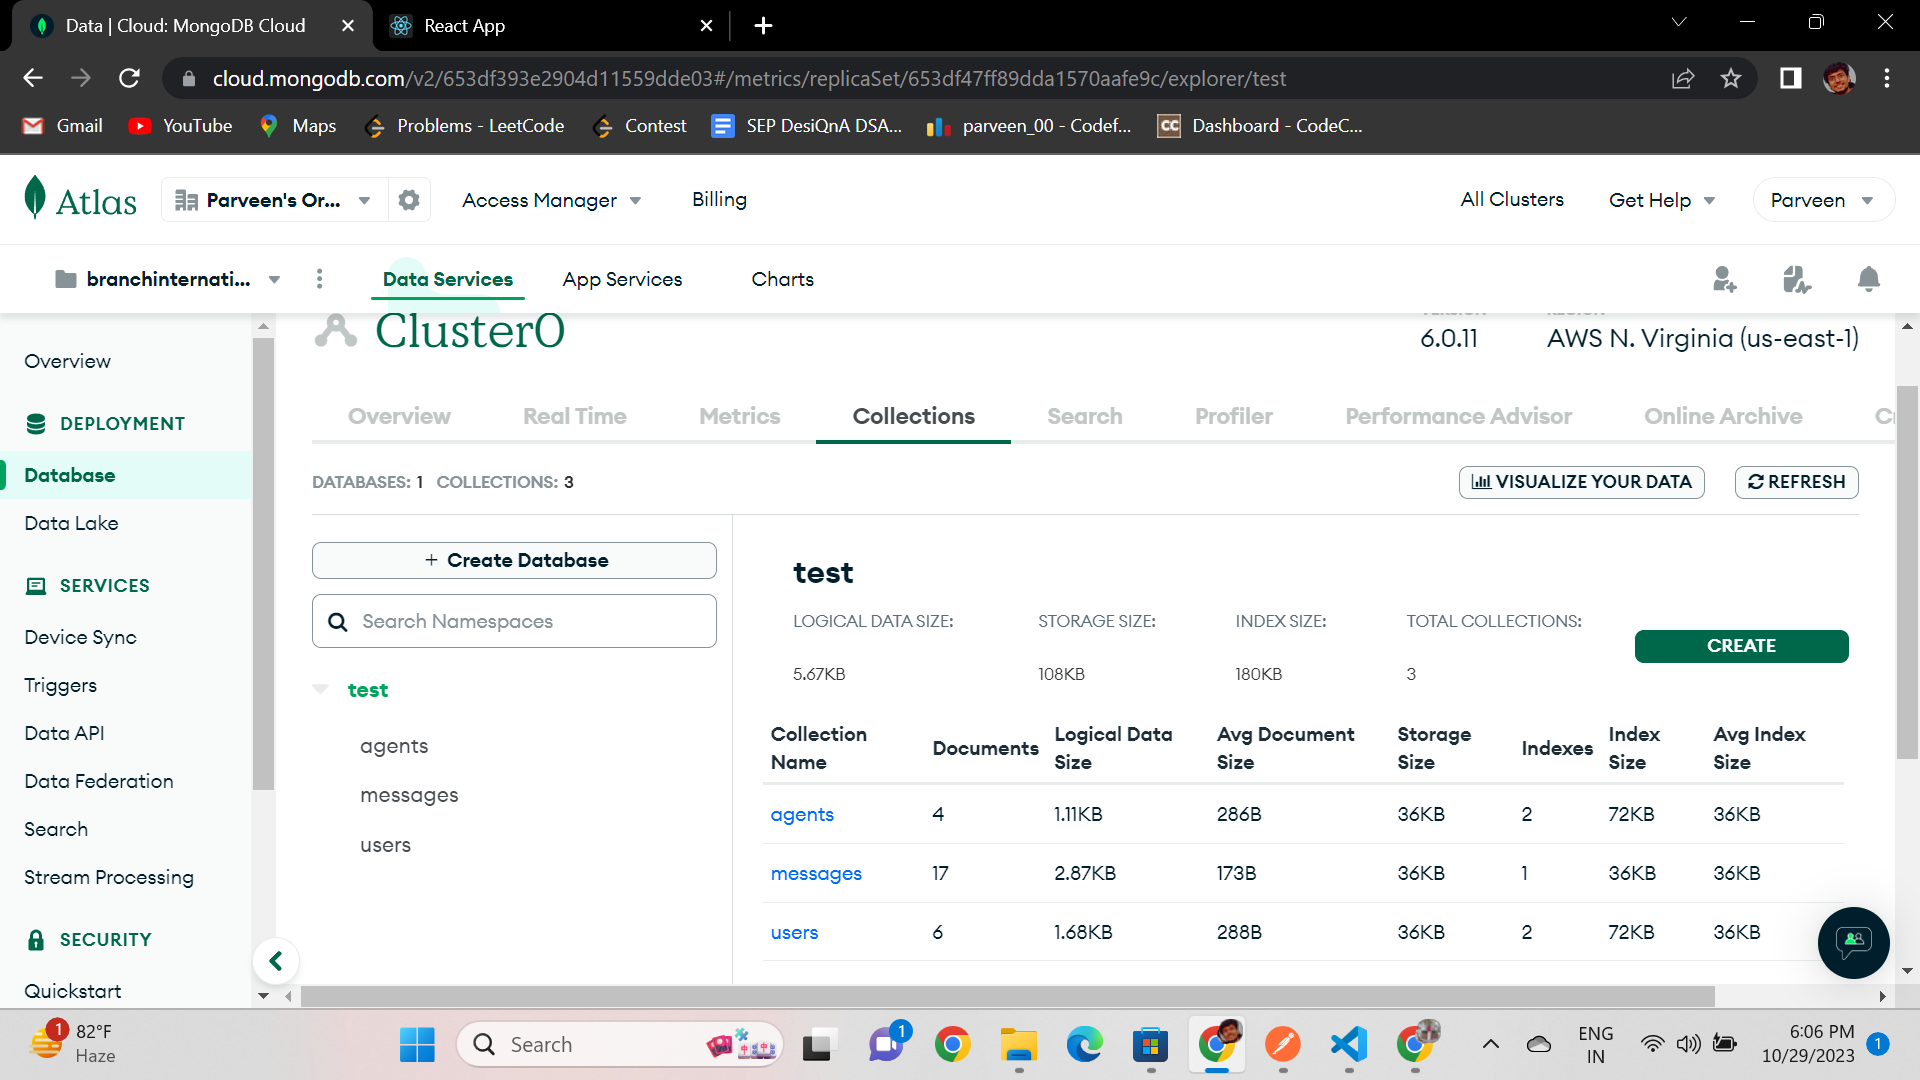 Data | Cloud: MongoDB Cloud
React App
cloud.mongodb.com/v2/653df393e2904d11559dde03#/metrics/replicaSet/653df47ff89dda1570aafe9c/explorer/test
Gmail YouTube Maps Problems - LeetCode Contest SEP DesiQnA DSA... parveen_00 - Codef... CC Dashboard - CodeC...
Atlas Parveen's Or... Access Manager Billing All Clusters Get Help Parveen
branchinternati... Data Services App Services Charts
Cluster0
VERSION REGION
6.0.11 AWS N. Virginia (us-east-1)
Overview
DEPLOYMENT
Database
Data Lake
SERVICES
Device Sync
Triggers
Data API
Data Federation
Search
Stream Processing
SECURITY
Quickstart
Overview Real Time Metrics Collections Search Profiler Performance Advisor Online Archive
DATABASES: 1 COLLECTIONS: 3
VISUALIZE YOUR DATA REFRESH
+ Create Database
Search Namespaces
test
agents
messages
users
test
LOGICAL DATA SIZE: STORAGE SIZE: INDEX SIZE: TOTAL COLLECTIONS:
5.67KB 108KB 180KB 3
CREATE
Collection Name Documents Logical Data Size Avg Document Size Storage Size Indexes Index Size Avg Index Size
agents 4 1.11KB 286B 36KB 2 72KB 36KB
messages 17 2.87KB 173B 36KB 1 36KB 36KB
users 6 1.68KB 288B 36KB 2 72KB 36KB
1
82°F
Haze
Search
1
ENG
IN
6:06 PM
10/29/2023
1